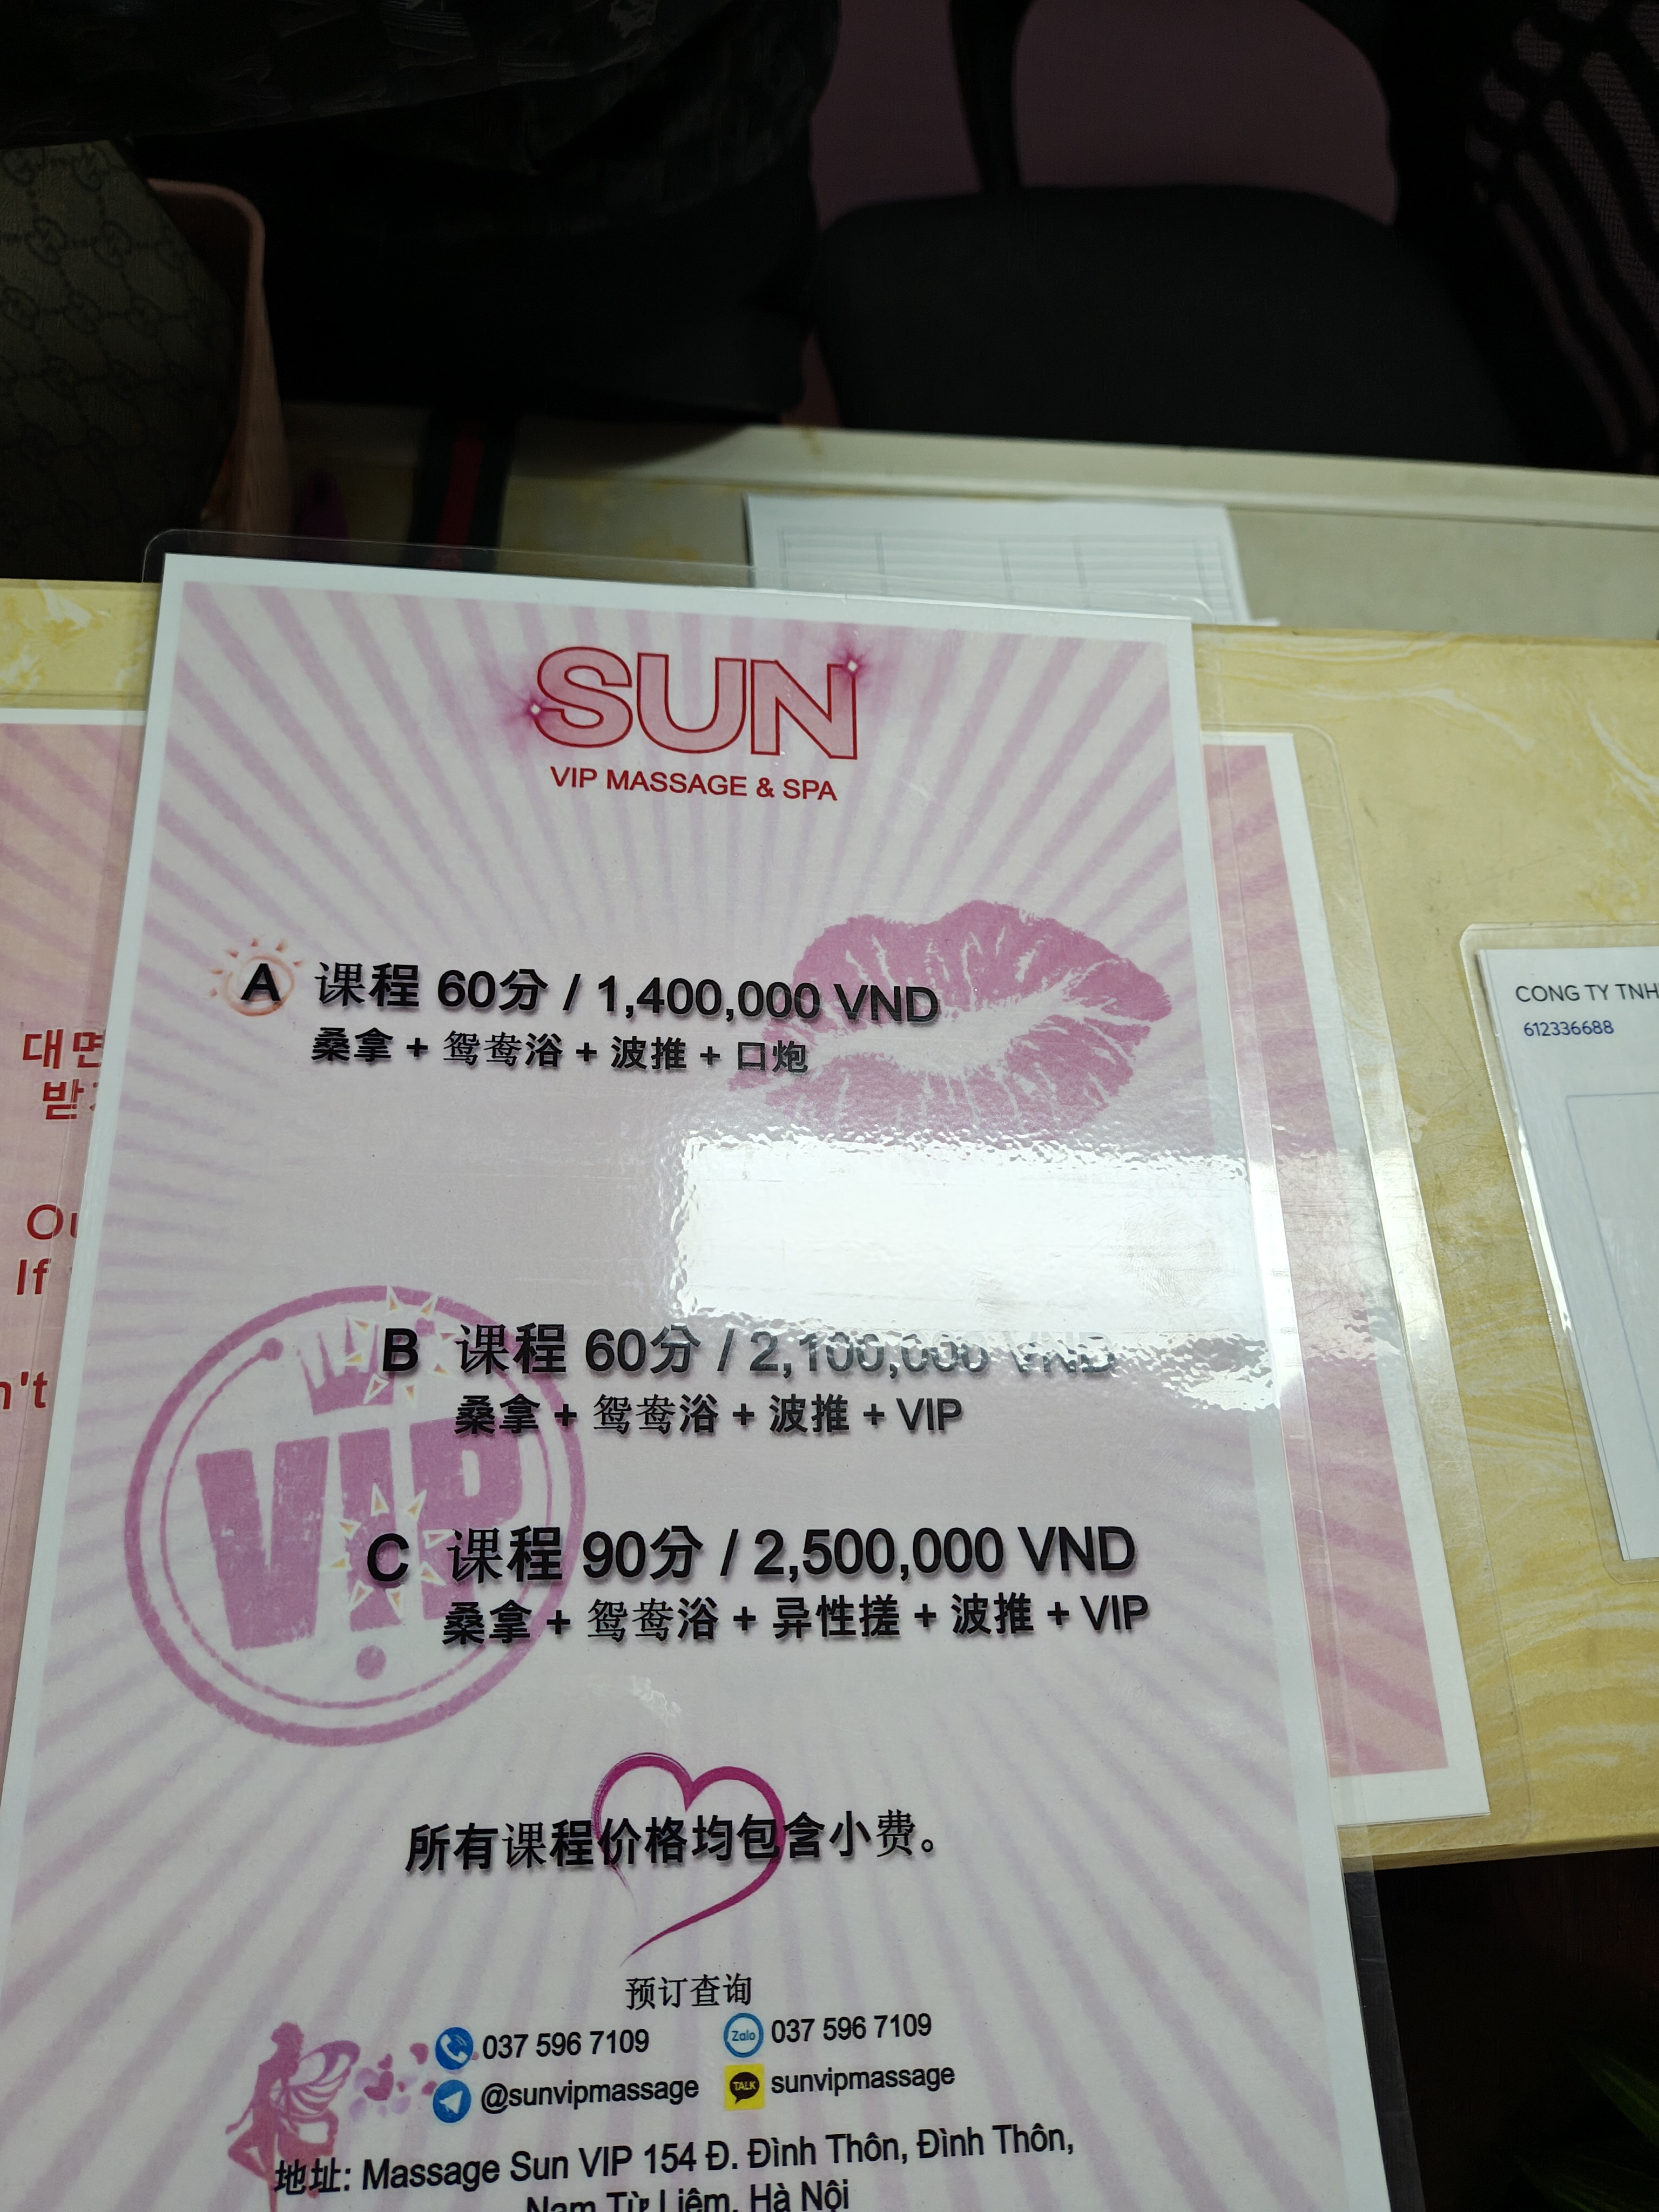 SUN
VIP MASSAGE & SPA
A 课程 60分 / 1,400,000 VND
桑拿 + 鸳鸯浴 + 波推 + 口炮
B 课程 60分 / 2,100,000 VND
桑拿 + 鸳鸯浴 + 波推 + VIP
VIP
C 课程 90分 / 2,500,000 VND
桑拿 + 鸳鸯浴 + 异性搓 + 波推 + VIP
所有课程价格均包含小费。
预订查询
037 596 7109
Zalo 037 596 7109
@sunvipmassage
TALK sunvipmassage
地址: Massage Sun VIP 154 Đ. Đình Thôn, Đình Thôn,
Nam Từ Liêm, Hà Nội
대면
받
If
n't
CONG TY TNH
612336688